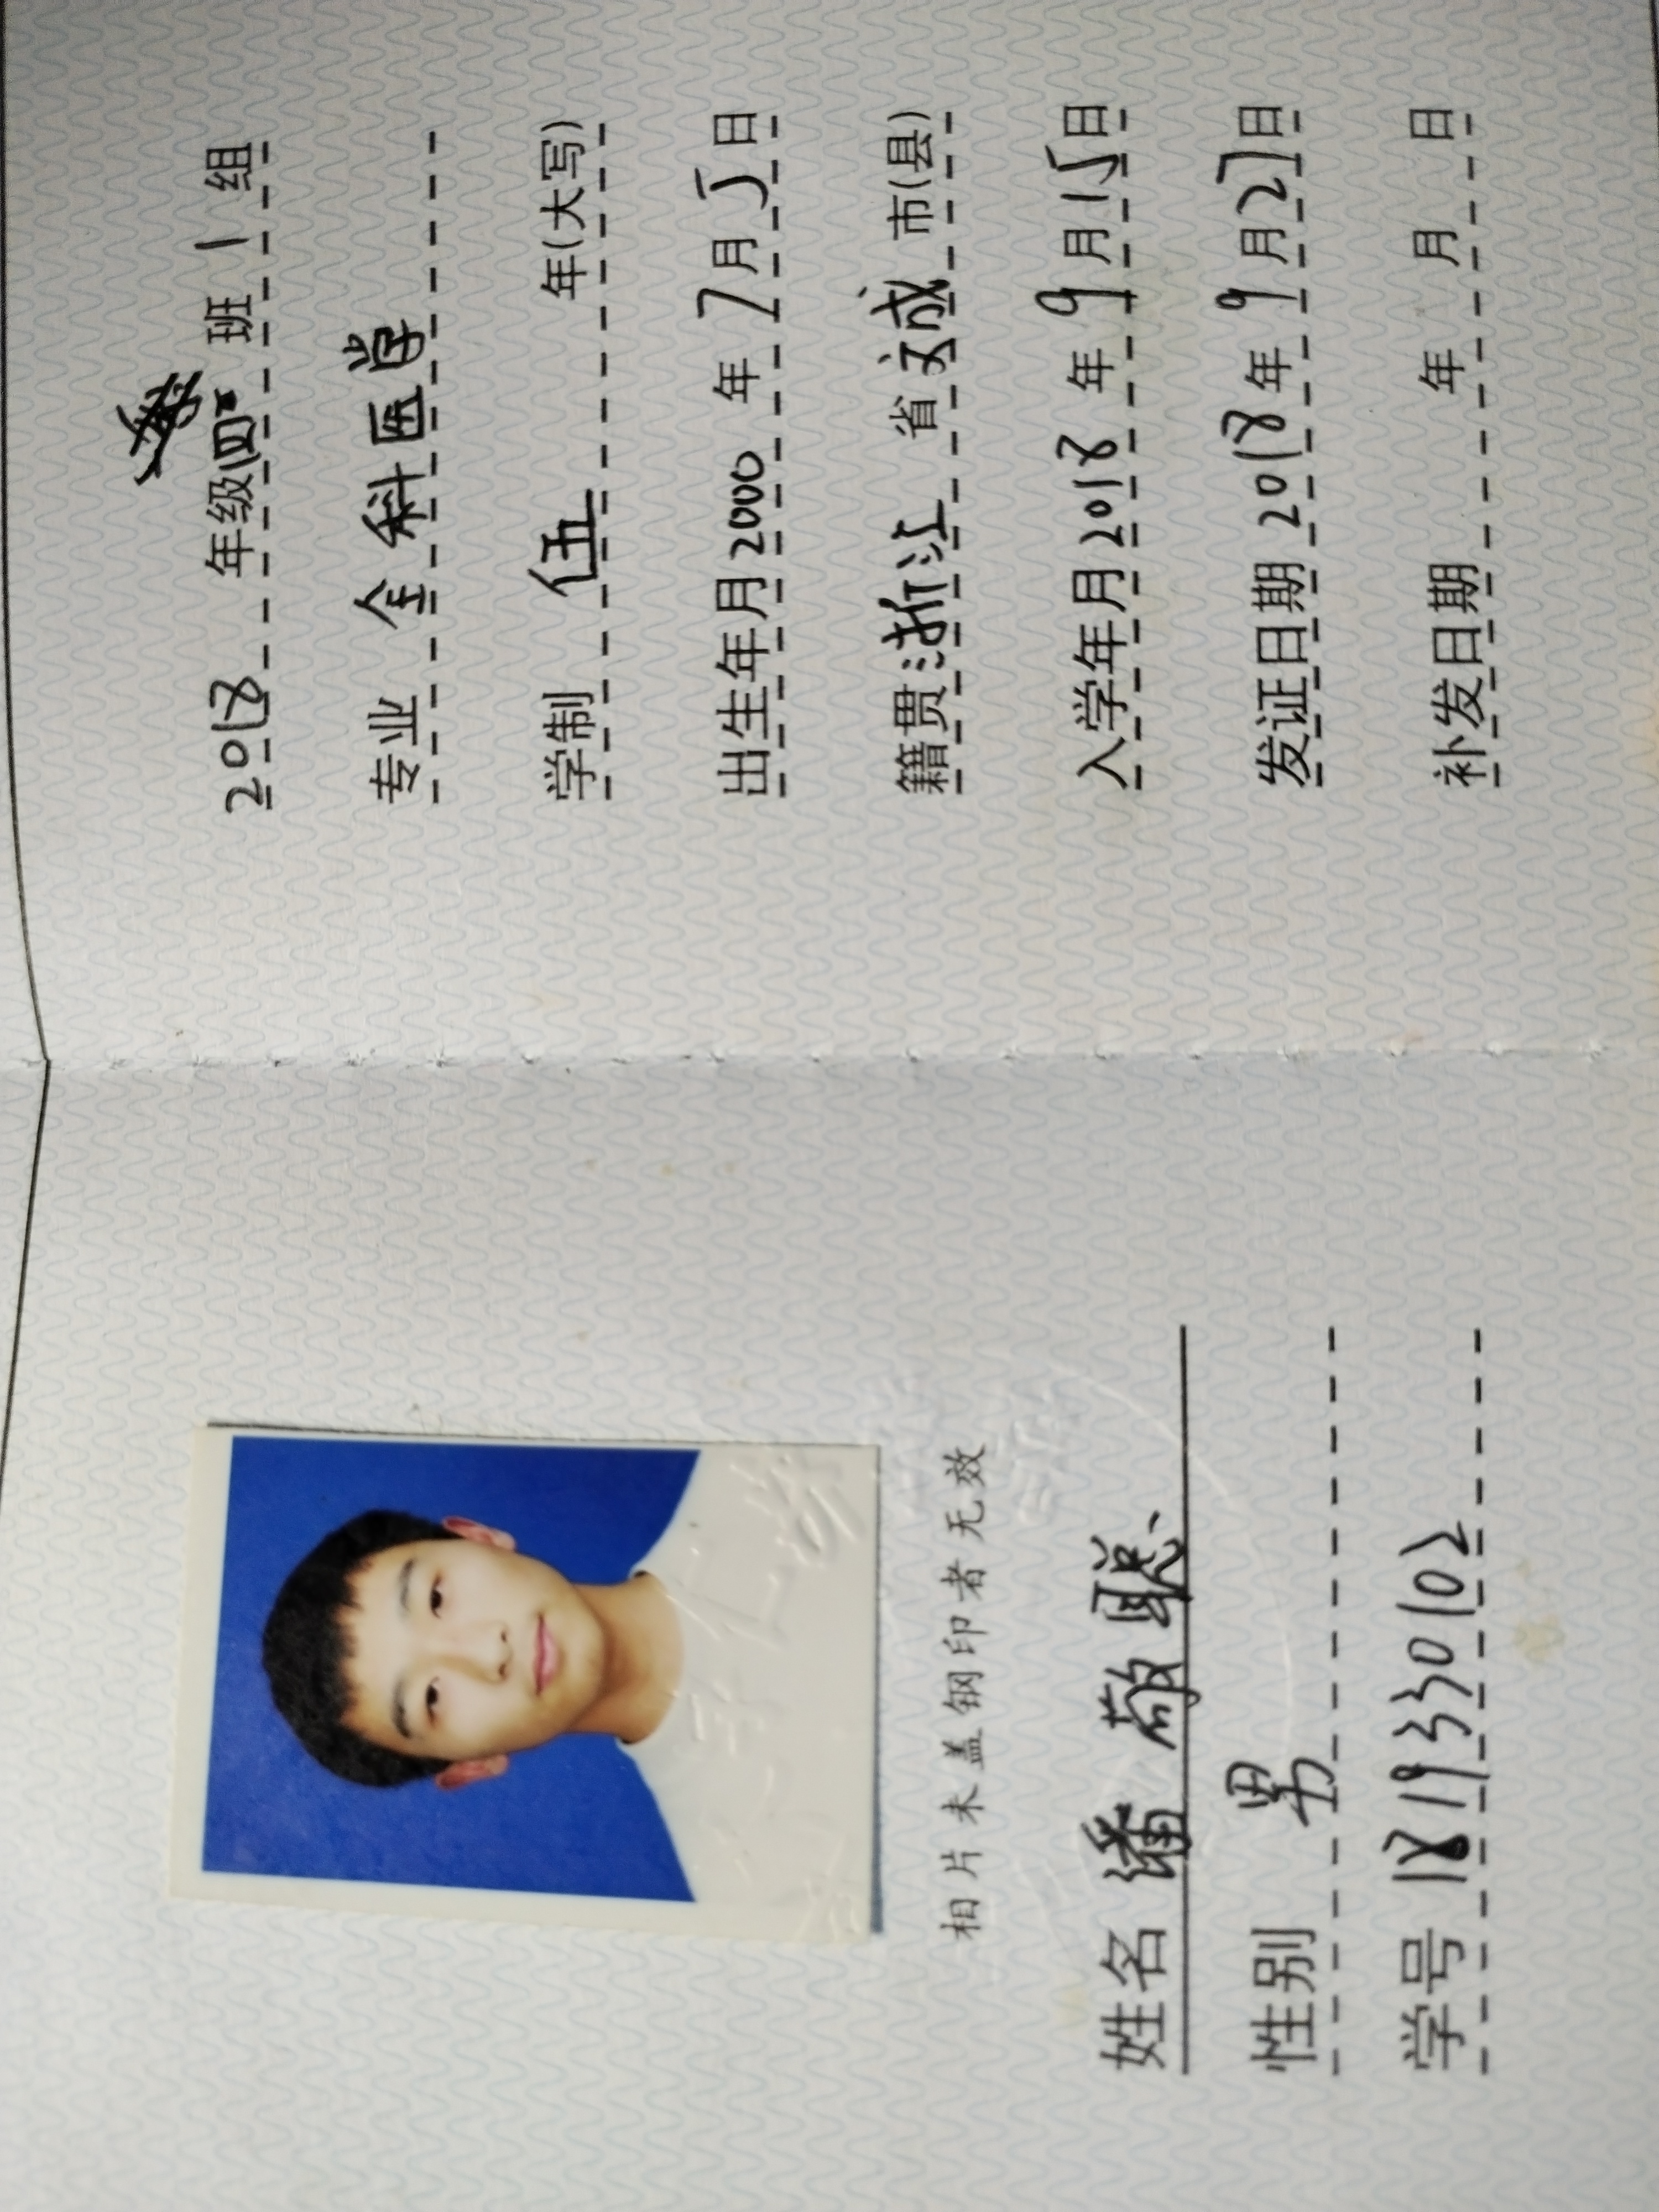 相片未盖钢印者无效
姓名 潘敬聪
性别 男
学号 1819330102
2018 年级四班 1 组
专业 全科医学
学制 伍 年(大写)
出生年月 2000 年 7 月 5 日
籍贯 浙江 省 文成 市(县)
入学年月 2018 年 9 月 15 日
发证日期 2018 年 9 月 27 日
补发日期 年 月 日